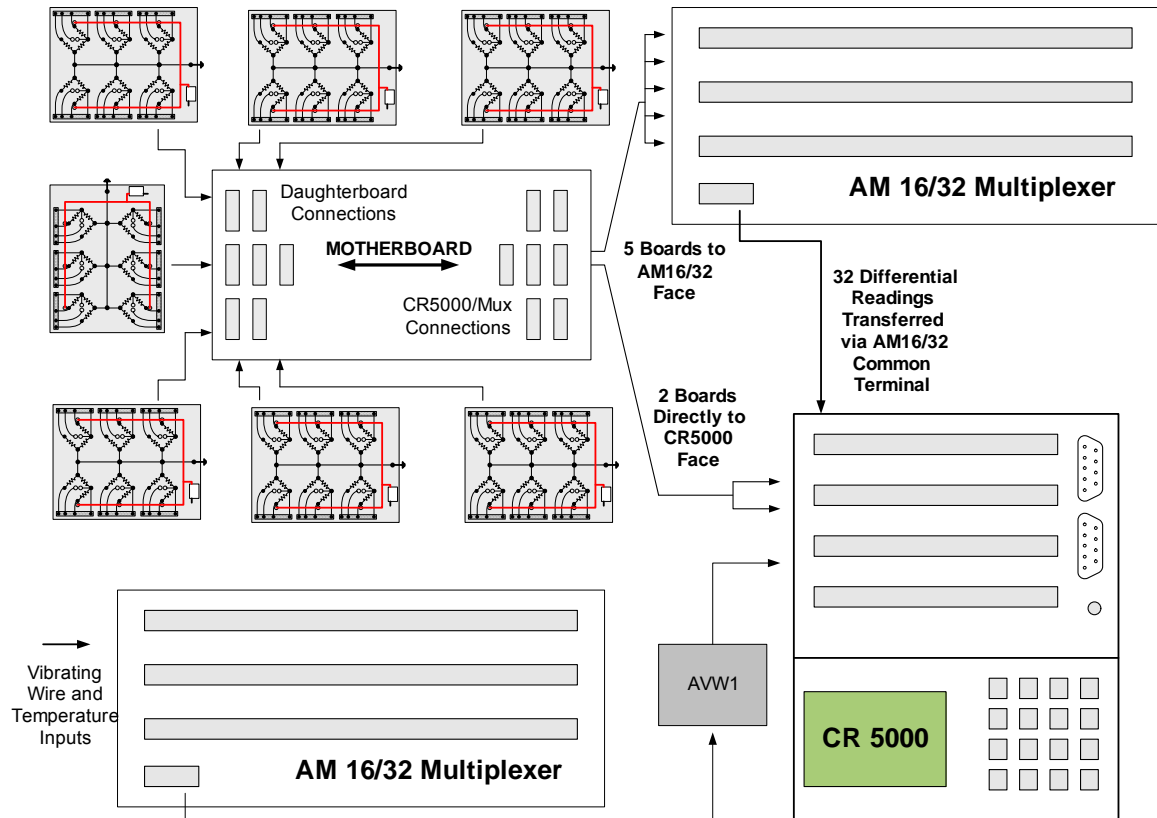 Daughterboard
Connections
MOTHERBOARD
CR5000/Mux
Connections
AM 16/32 Multiplexer
5 Boards to
AM16/32
Face
32 Differential
Readings
Transferred
via AM16/32
Common
Terminal
2 Boards
Directly to
CR5000
Face
Vibrating
Wire and
Temperature
Inputs
AM 16/32 Multiplexer
AVW1
CR 5000